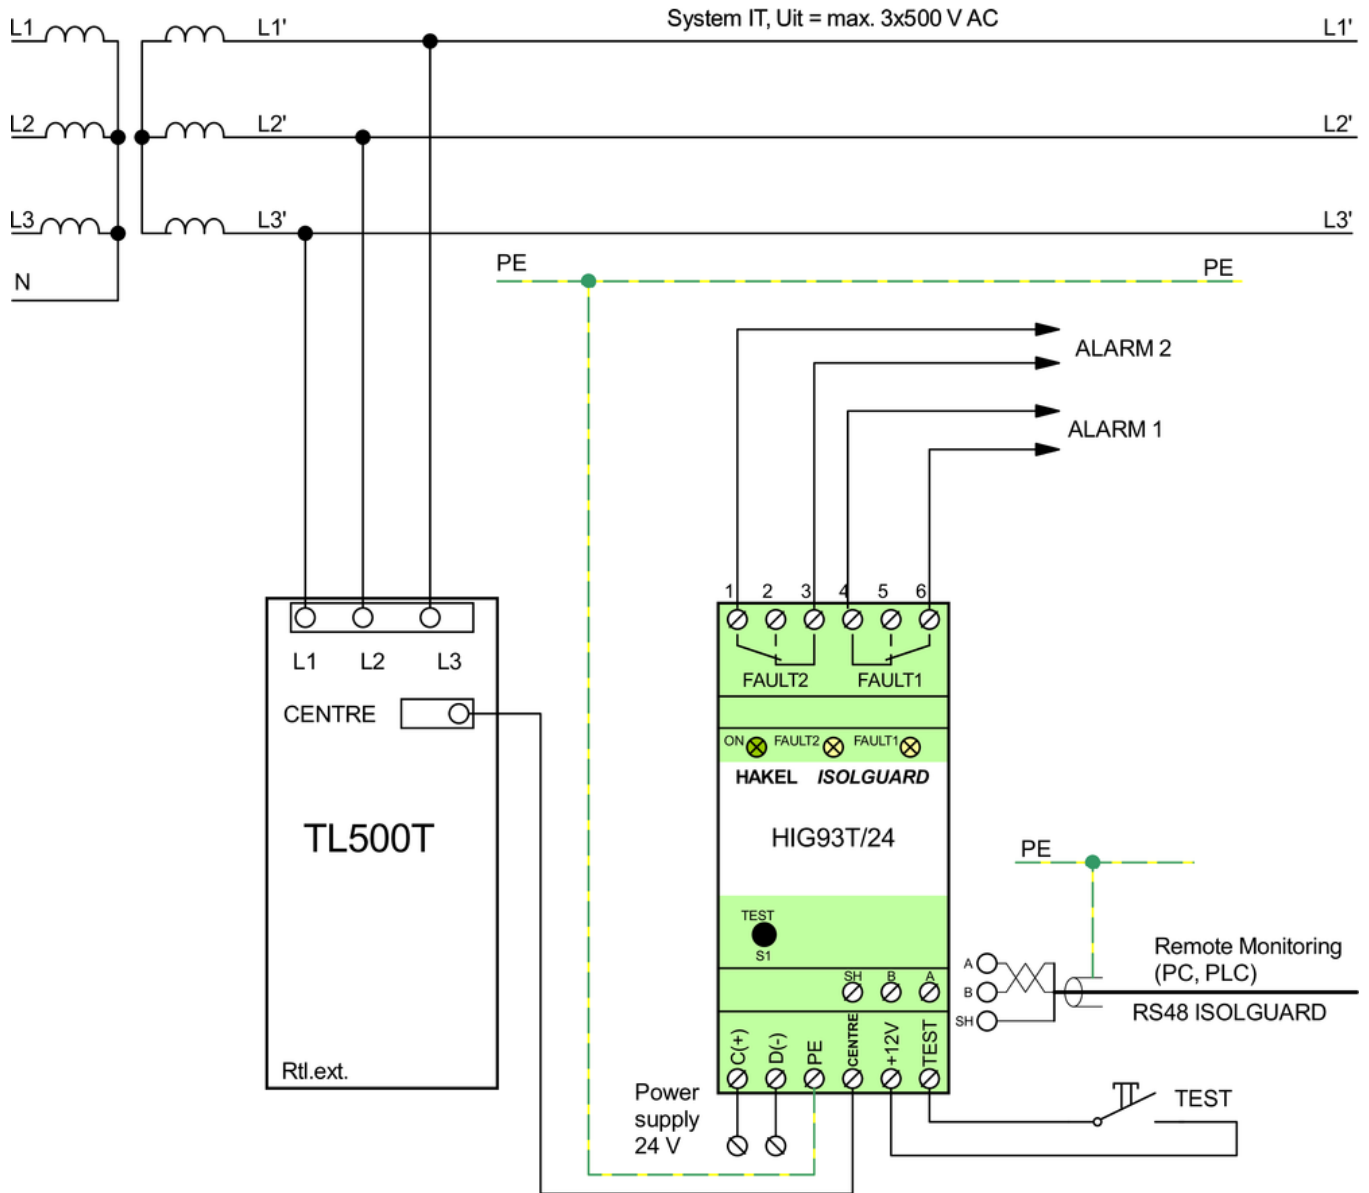 System IT, Uit = max. 3x500 V AC
L1 L1' L1'
L2 L2' L2'
L3 L3' L3'
N
PE PE
ALARM 2
ALARM 1
1 2 3 4 5 6
FAULT2 FAULT1
L1 L2 L3
CENTRE
ON FAULT2 FAULT1
HAKEL ISOLGUARD
TL500T
HIG93T/24
PE
TEST
S1
Remote Monitoring
(PC, PLC)
RS48 ISOLGUARD
A
B
SH
SH B A
C(+) D(-) PE CENTRE +12V TEST
Rtl.ext.
Power
supply
24 V
TEST